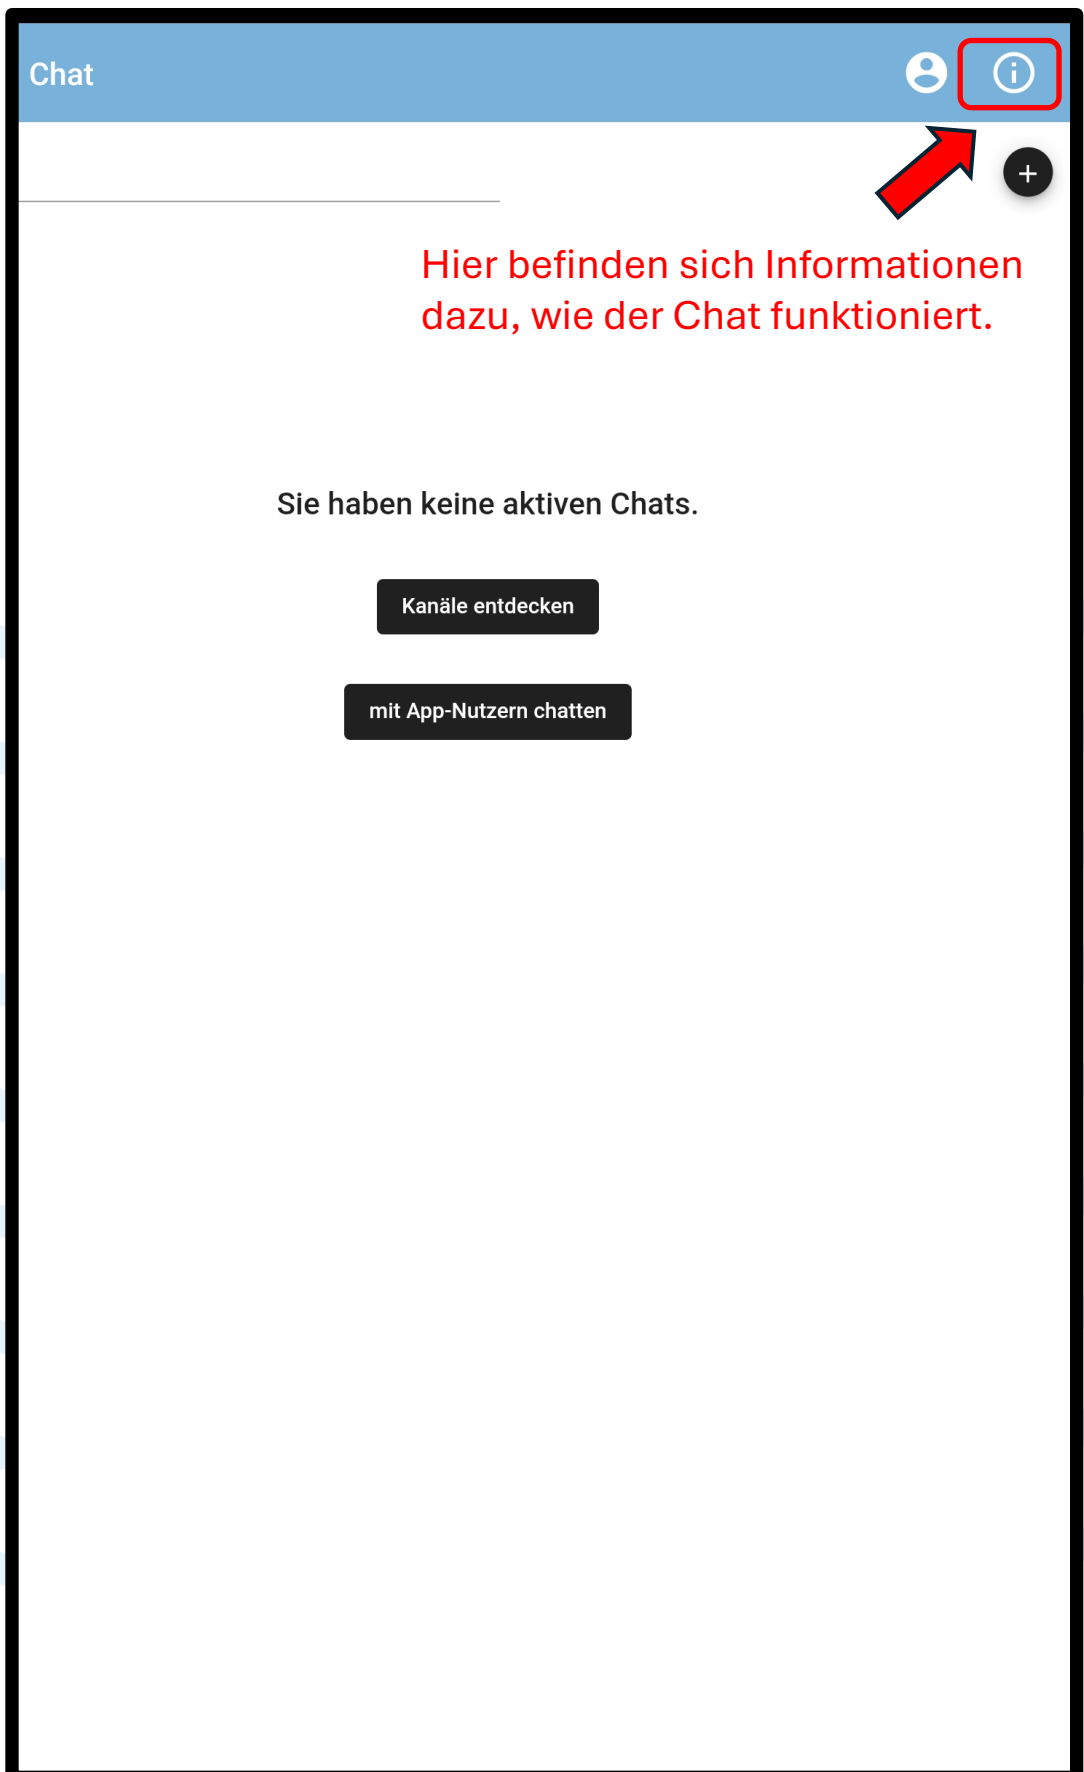 Chat
Hier befinden sich Informationen
dazu, wie der Chat funktioniert.
Sie haben keine aktiven Chats.
Kanäle entdecken
mit App-Nutzern chatten